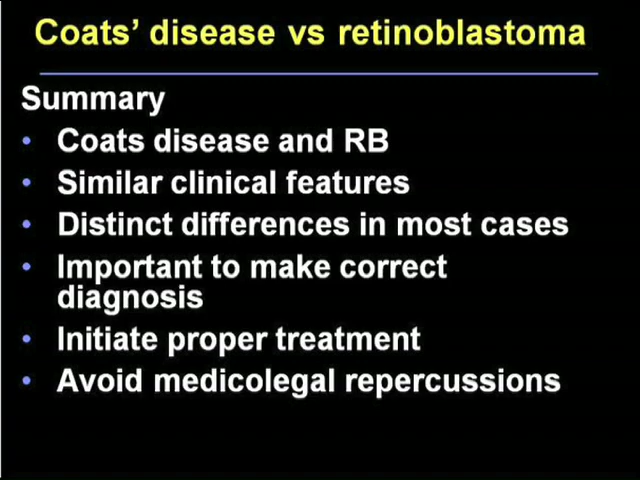 Coats’ disease vs retinoblastoma
Summary
• Coats disease and RB
• Similar clinical features
• Distinct differences in most cases
• Important to make correct
diagnosis
• Initiate proper treatment
• Avoid medicolegal repercussions